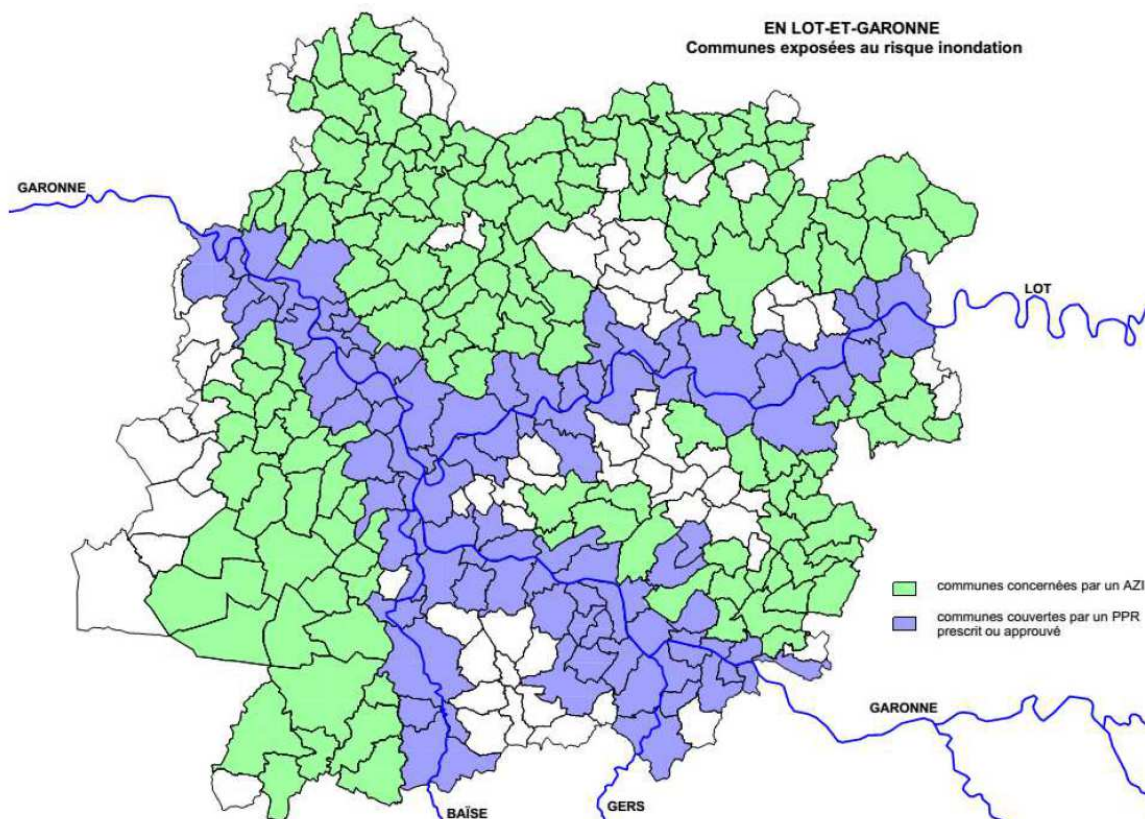 EN LOT-ET-GARONNE
Communes exposées au risque inondation
GARONNE
LOT
communes concernées par un AZI
communes couvertes par un PPR
prescrit ou approuvé
GARONNE
BAÏSE
GERS